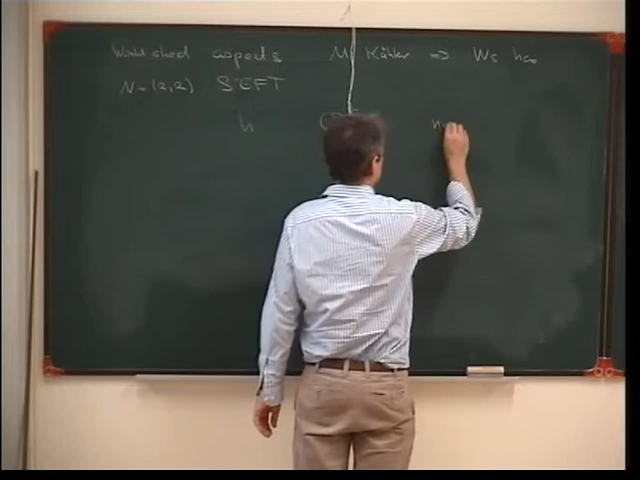 World sheet aspects M Kähler ⇒ Ws has
N=(2,2) SCFT
h